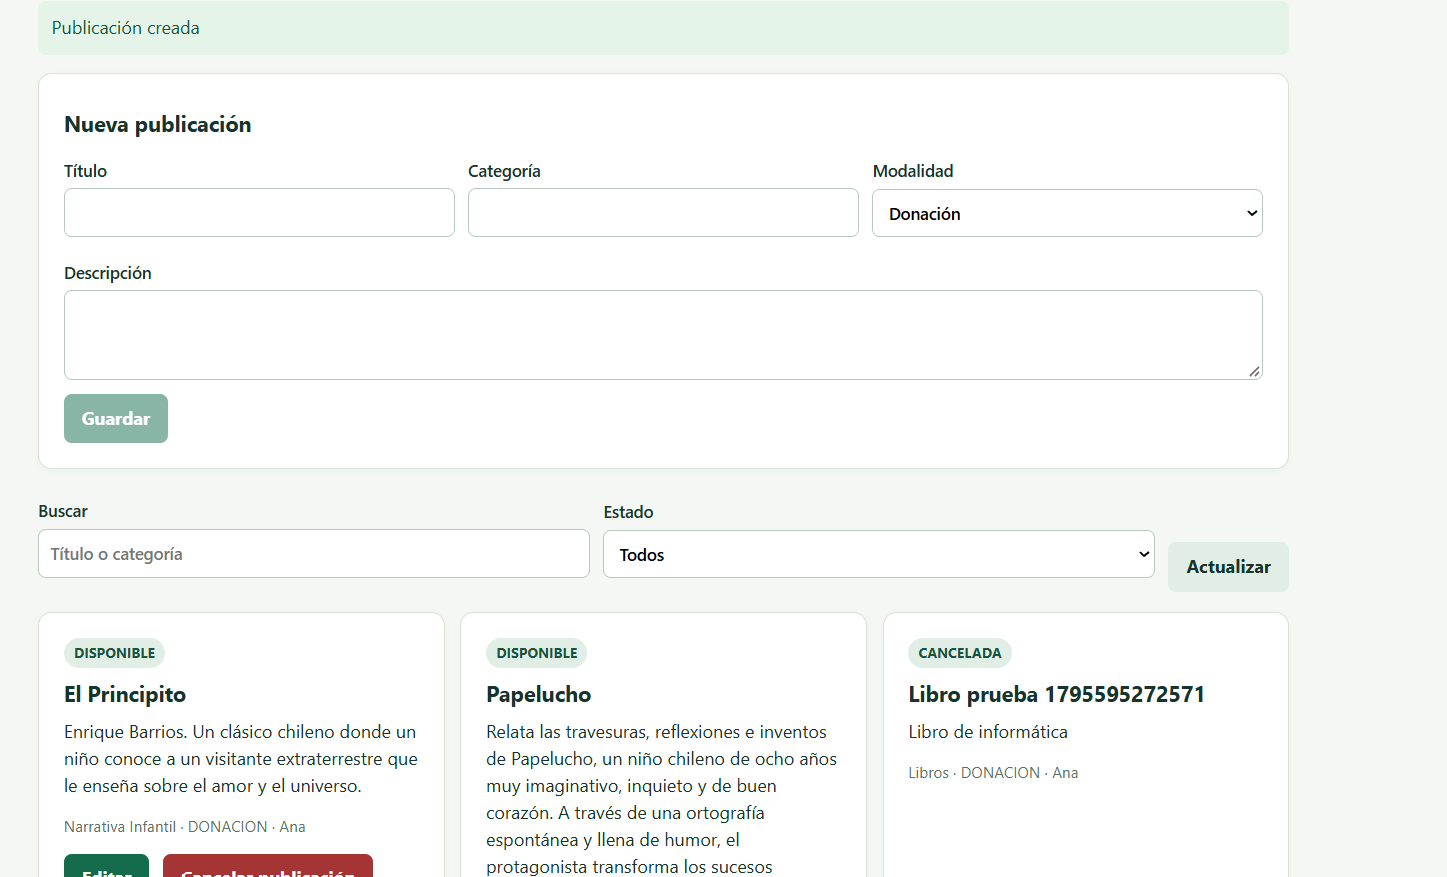 Publicación creada
Nueva publicación
Título
Categoría
Modalidad
Donación
Descripción
Guardar
Buscar
Estado
Título o categoría
Todos
Actualizar
DISPONIBLE
El Principito
Enrique Barrios. Un clásico chileno donde un
niño conoce a un visitante extraterrestre que
le enseña sobre el amor y el universo.
Narrativa Infantil · DONACION · Ana
Editar
Cancelar publicación
DISPONIBLE
Papelucho
Relata las travesuras, reflexiones e inventos
de Papelucho, un niño chileno de ocho años
muy imaginativo, inquieto y de buen
corazón. A través de una ortografía
espontánea y llena de humor, el
protagonista transforma los sucesos
CANCELADA
Libro prueba 1795595272571
Libro de informática
Libros · DONACION · Ana